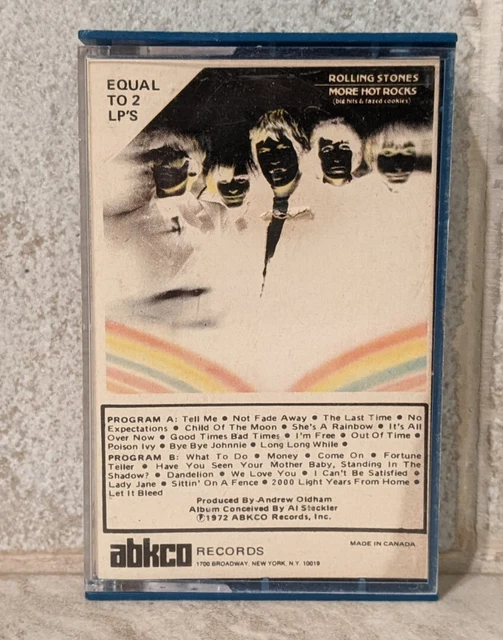 EQUAL
TO 2
LP'S
ROLLING STONES
MORE HOT ROCKS
(big hits & fazed cookies)
PROGRAM A: Tell Me • Not Fade Away • The Last Time • No
Expectations • Child Of The Moon • She's A Rainbow • It's All
Over Now • Good Times Bad Times • I'm Free • Out Of Time •
Poison Ivy • Bye Bye Johnnie • Long Long While •
PROGRAM B: What To Do • Money • Come On • Fortune
Teller • Have You Seen Your Mother Baby, Standing In The
Shadow? • Dandelion • We Love You • I Can't Be Satisfied •
Lady Jane • Sittin' On A Fence • 2000 Light Years From Home •
Let It Bleed
Produced By Andrew Oldham
Album Conceived By Al Steckler
℗1972 ABKCO Records, Inc.
abkco RECORDS
1700 BROADWAY, NEW YORK, N.Y. 10019
MADE IN CANADA